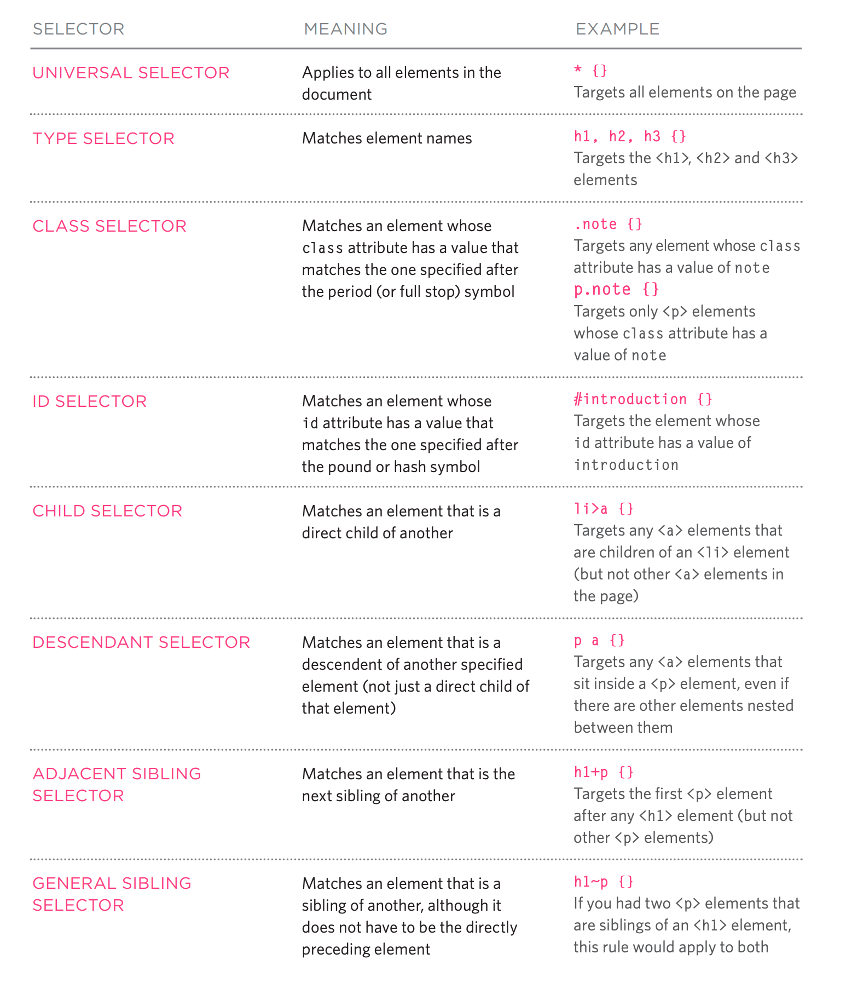 SELECTOR MEANING EXAMPLE
UNIVERSAL SELECTOR
Applies to all elements in the
document
* {}
Targets all elements on the page
TYPE SELECTOR
Matches element names
h1, h2, h3 {}
Targets the <h1>, <h2> and <h3>
elements
CLASS SELECTOR
Matches an element whose
class attribute has a value that
matches the one specified after
the period (or full stop) symbol
.note {}
Targets any element whose class
attribute has a value of note
p.note {}
Targets only <p> elements
whose class attribute has a
value of note
ID SELECTOR
Matches an element whose
id attribute has a value that
matches the one specified after
the pound or hash symbol
#introduction {}
Targets the element whose
id attribute has a value of
introduction
CHILD SELECTOR
Matches an element that is a
direct child of another
li>a {}
Targets any <a> elements that
are children of an <li> element
(but not other <a> elements in
the page)
DESCENDANT SELECTOR
Matches an element that is a
descendent of another specified
element (not just a direct child of
that element)
p a {}
Targets any <a> elements that
sit inside a <p> element, even if
there are other elements nested
between them
ADJACENT SIBLING
SELECTOR
Matches an element that is the
next sibling of another
h1+p {}
Targets the first <p> element
after any <h1> element (but not
other <p> elements)
GENERAL SIBLING
SELECTOR
Matches an element that is a
sibling of another, although it
does not have to be the directly
preceding element
h1~p {}
If you had two <p> elements that
are siblings of an <h1> element,
this rule would apply to both